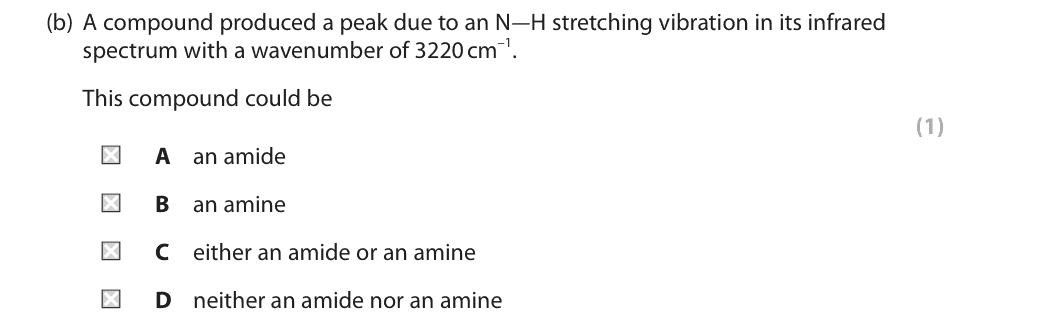 (b) A compound produced a peak due to an N—H stretching vibration in its infrared
spectrum with a wavenumber of 3220 cm⁻¹.
This compound could be
(1)
A an amide
B an amine
C either an amide or an amine
D neither an amide nor an amine